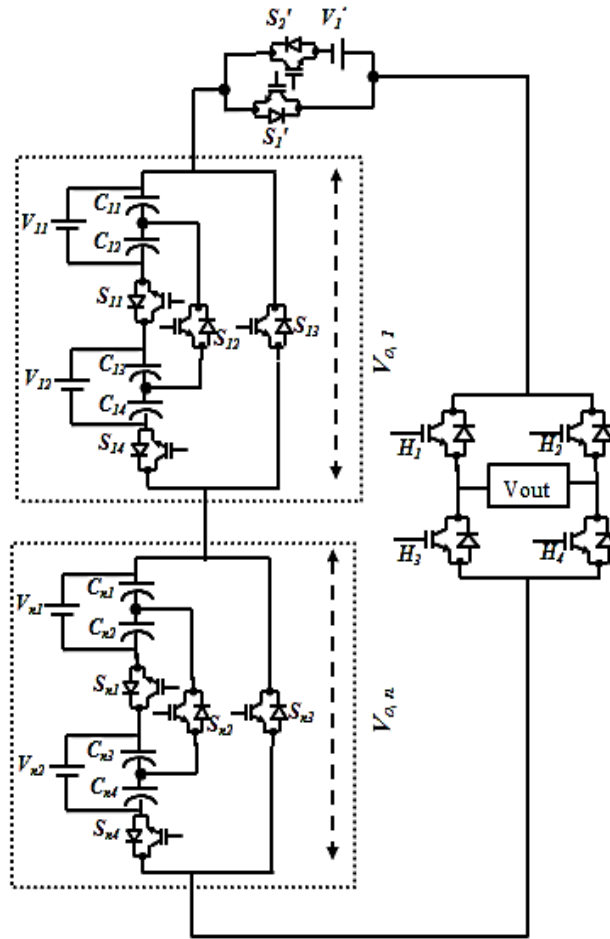 S2' V1'
S1'
C11
V11
C12
S11
S12
S13
C13
V12
C14
S14
Vo, 1
H1
H2
Vout
H3
H4
Cn1
Vn1
Cn2
Sn1
Sn2
Sn3
Cn3
Vn2
Cn4
Sn4
Vo, n